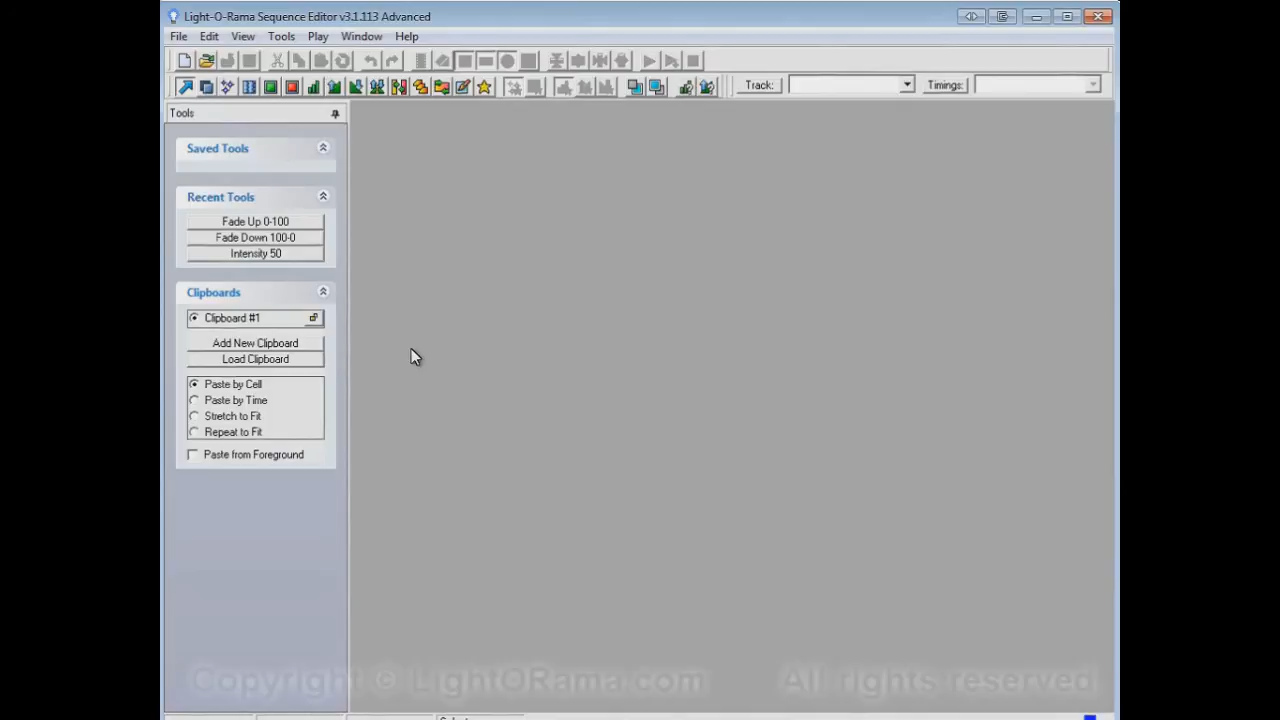 Light-O-Rama Sequence Editor v3.1.113 Advanced
File Edit View Tools Play Window Help
Track: Timings:
Tools
Saved Tools
Recent Tools
Fade Up 0-100
Fade Down 100-0
Intensity 50
Clipboards
Clipboard #1
Add New Clipboard
Load Clipboard
Paste by Cell
Paste by Time
Stretch to Fit
Repeat to Fit
Paste from Foreground
Copyright © LightORama.com All rights reserved